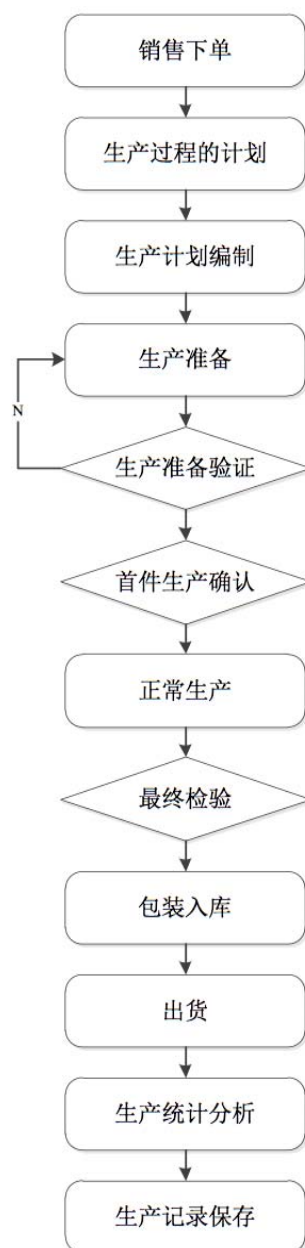 销售下单
生产过程的计划
生产计划编制
生产准备
N
生产准备验证
首件生产确认
正常生产
最终检验
包装入库
出货
生产统计分析
生产记录保存